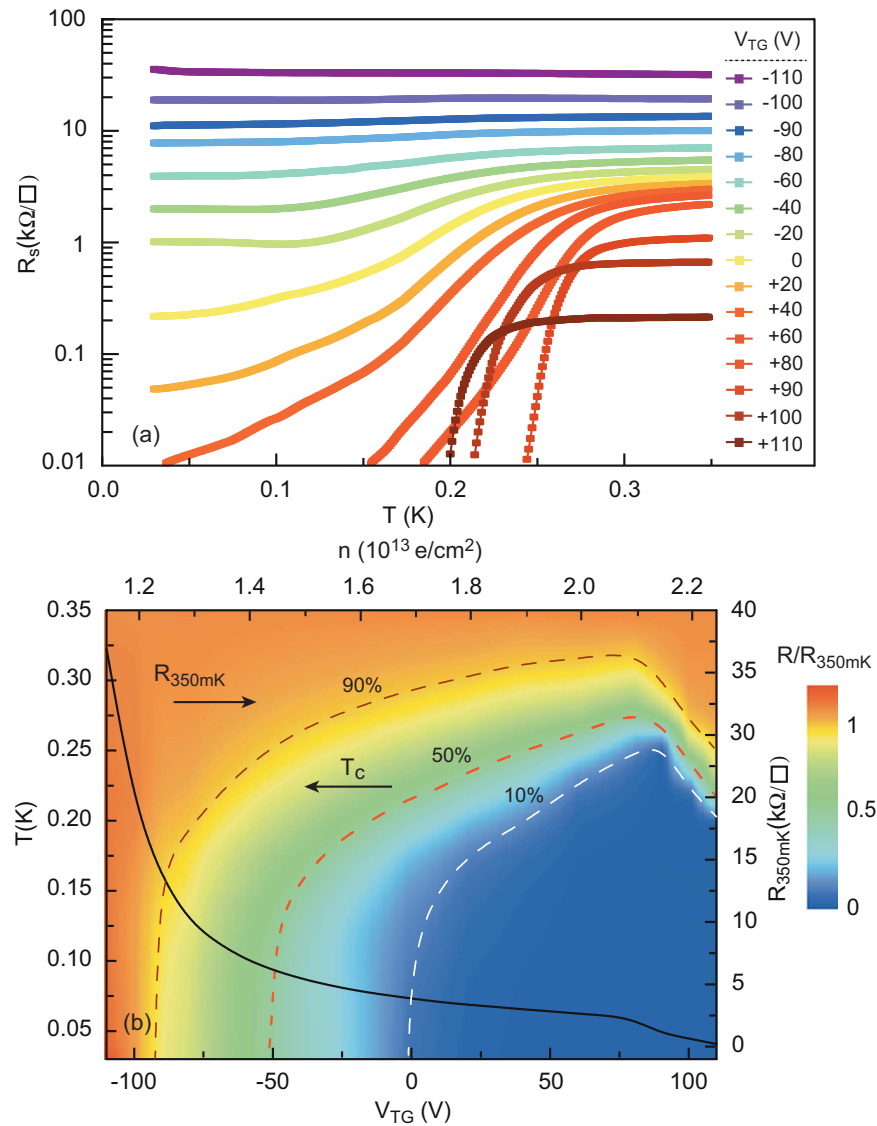 100
10
1
0.1
0.01
R_s(kΩ/□)
(a)
0.0 0.1 0.2 0.3
T (K)
V_TG (V)
-110
-100
-90
-80
-60
-40
-20
0
+20
+40
+60
+80
+90
+100
+110
n (10^13 e/cm^2)
1.2 1.4 1.6 1.8 2.0 2.2
0.35
0.30
0.25
0.20
0.15
0.10
0.05
T(K)
R_350mK
90%
T_C
50%
10%
(b)
40
35
30
25
20
15
10
5
0
R_350mK(kΩ/□)
-100 -50 0 50 100
V_TG (V)
R/R_350mK
1
0.5
0